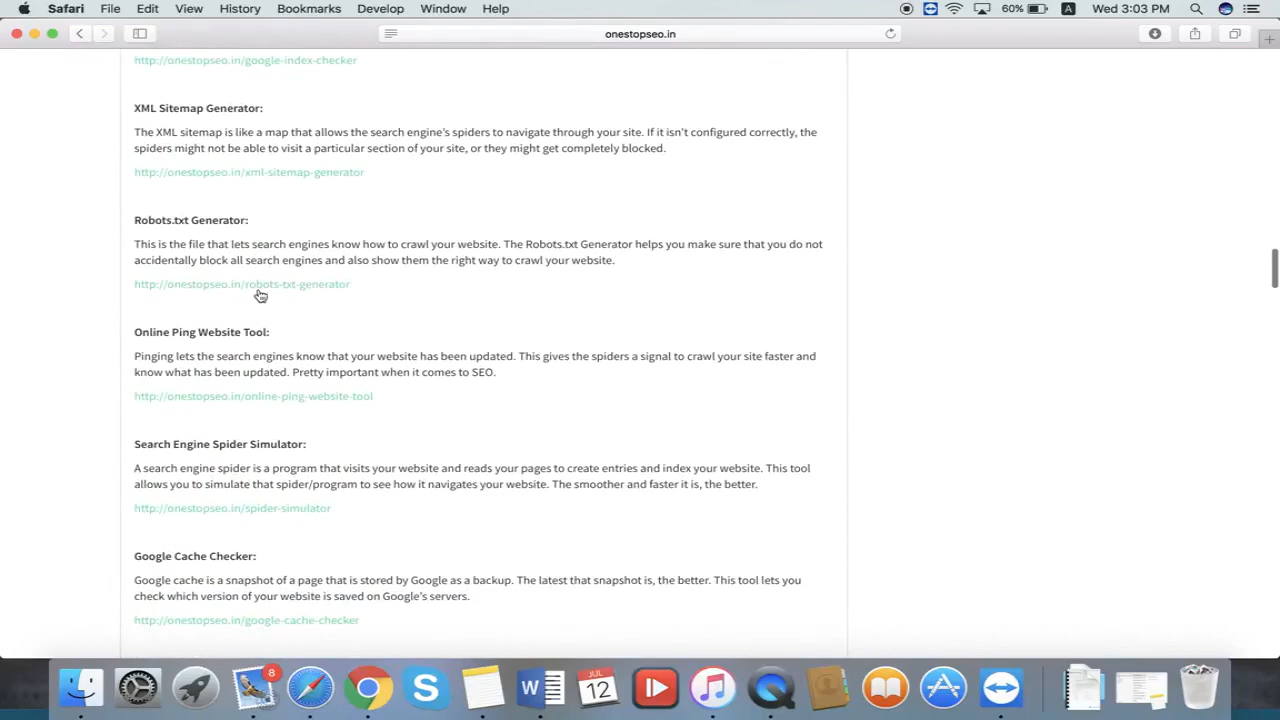 Safari File Edit View History Bookmarks Develop Window Help 60% A Wed 3:03 PM
onestopseo.in
http://onestopseo.in/google-index-checker
XML Sitemap Generator:
The XML sitemap is like a map that allows the search engine's spiders to navigate through your site. If it isn't configured correctly, the
spiders might not be able to visit a particular section of your site, or they might get completely blocked.
http://onestopseo.in/xml-sitemap-generator
Robots.txt Generator:
This is the file that lets search engines know how to crawl your website. The Robots.txt Generator helps you make sure that you do not
accidentally block all search engines and also show them the right way to crawl your website.
http://onestopseo.in/robots-txt-generator
Online Ping Website Tool:
Pinging lets the search engines know that your website has been updated. This gives the spiders a signal to crawl your site faster and
know what has been updated. Pretty important when it comes to SEO.
http://onestopseo.in/online-ping-website-tool
Search Engine Spider Simulator:
A search engine spider is a program that visits your website and reads your pages to create entries and index your website. This tool
allows you to simulate that spider/program to see how it navigates your website. The smoother and faster it is, the better.
http://onestopseo.in/spider-simulator
Google Cache Checker:
Google cache is a snapshot of a page that is stored by Google as a backup. The latest that snapshot is, the better. This tool lets you
check which version of your website is saved on Google's servers.
http://onestopseo.in/google-cache-checker
8
S
W
JUL
12